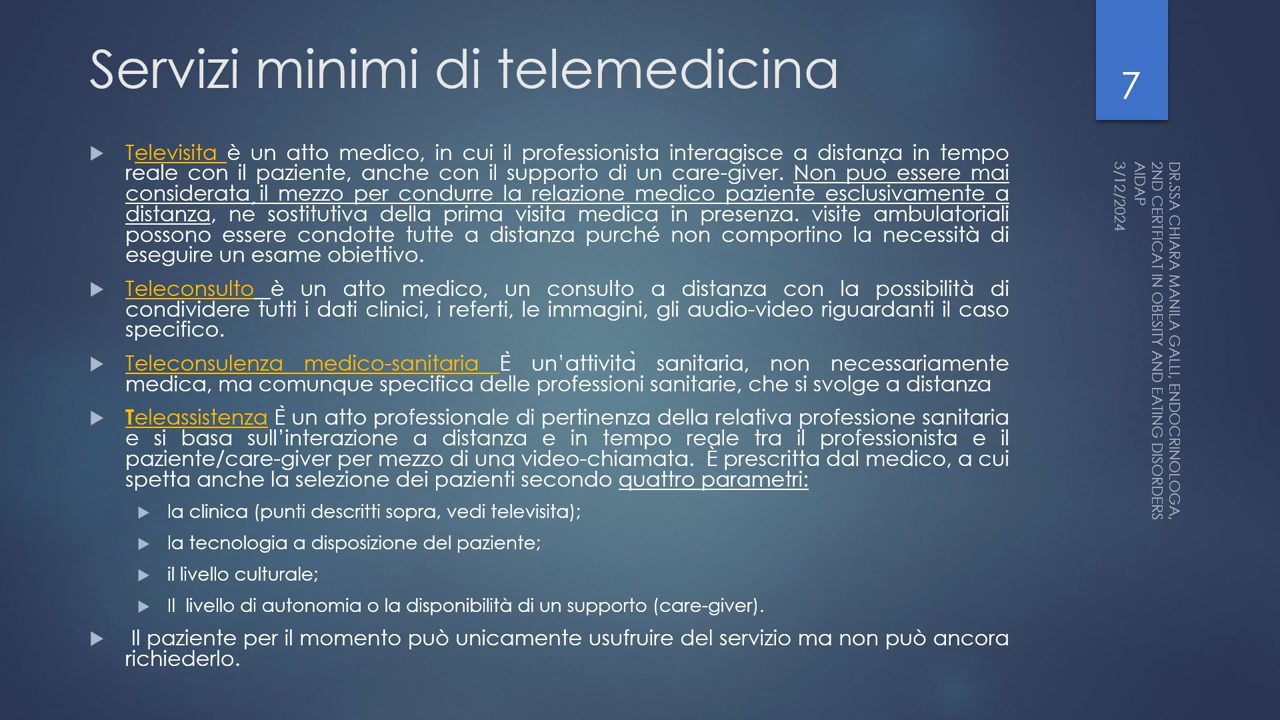 Servizi minimi di telemedicina
7
Televisita è un atto medico, in cui il professionista interagisce a distanza in tempo
reale con il paziente, anche con il supporto di un care-giver. Non può essere mai
considerata il mezzo per condurre la relazione medico paziente esclusivamente a
distanza, ne sostitutiva della prima visita medica in presenza. visite ambulatoriali
possono essere condotte tutte a distanza purché non comportino la necessità di
eseguire un esame obiettivo.
Teleconsulto è un atto medico, un consulto a distanza con la possibilità di
condividere tutti i dati clinici, i referti, le immagini, gli audio-video riguardanti il caso
specifico.
Teleconsulenza medico-sanitaria È un'attività sanitaria, non necessariamente
medica, ma comunque specifica delle professioni sanitarie, che si svolge a distanza
Teleassistenza È un atto professionale di pertinenza della relativa professione sanitaria
e si basa sull'interazione a distanza e in tempo reale tra il professionista e il
paziente/care-giver per mezzo di una video-chiamata. È prescritta dal medico, a cui
spetta anche la selezione dei pazienti secondo quattro parametri:
la clinica (punti descritti sopra, vedi televisita);
la tecnologia a disposizione del paziente;
il livello culturale;
Il livello di autonomia o la disponibilità di un supporto (care-giver).
Il paziente per il momento può unicamente usufruire del servizio ma non può ancora
richiederlo.
DR.SSA CHIARA MANILA GALLI, ENDOCRINOLOGA,
2ND CERTFICAT IN OBESITY AND EATING DISORDERS
AIDAP
3/12/2024